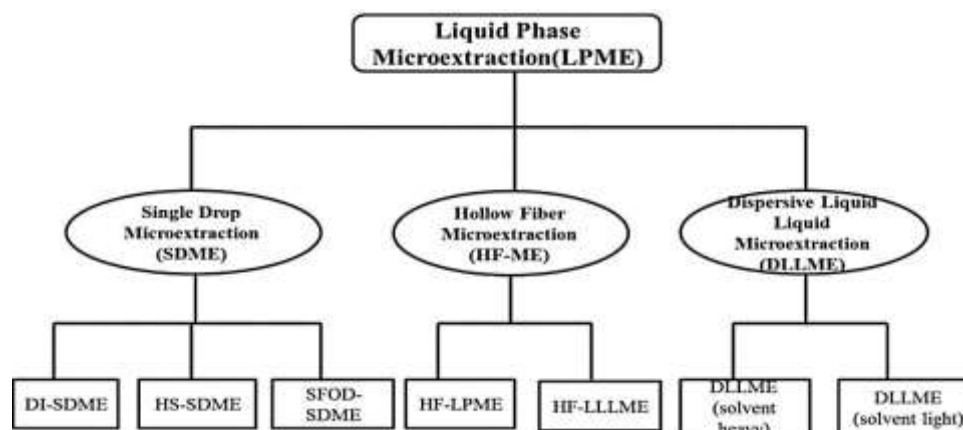 Liquid Phase
Microextraction(LPME)
Single Drop
Microextraction
(SDME)
Hollow Fiber
Microextraction
(HF-ME)
Dispersive Liquid
Liquid
Microextraction
(DLLME)
DI-SDME
HS-SDME
SFOD-
SDME
HF-LPME
HF-LLLME
DLLME
(solvent
heavy)
DLLME
(solvent light)